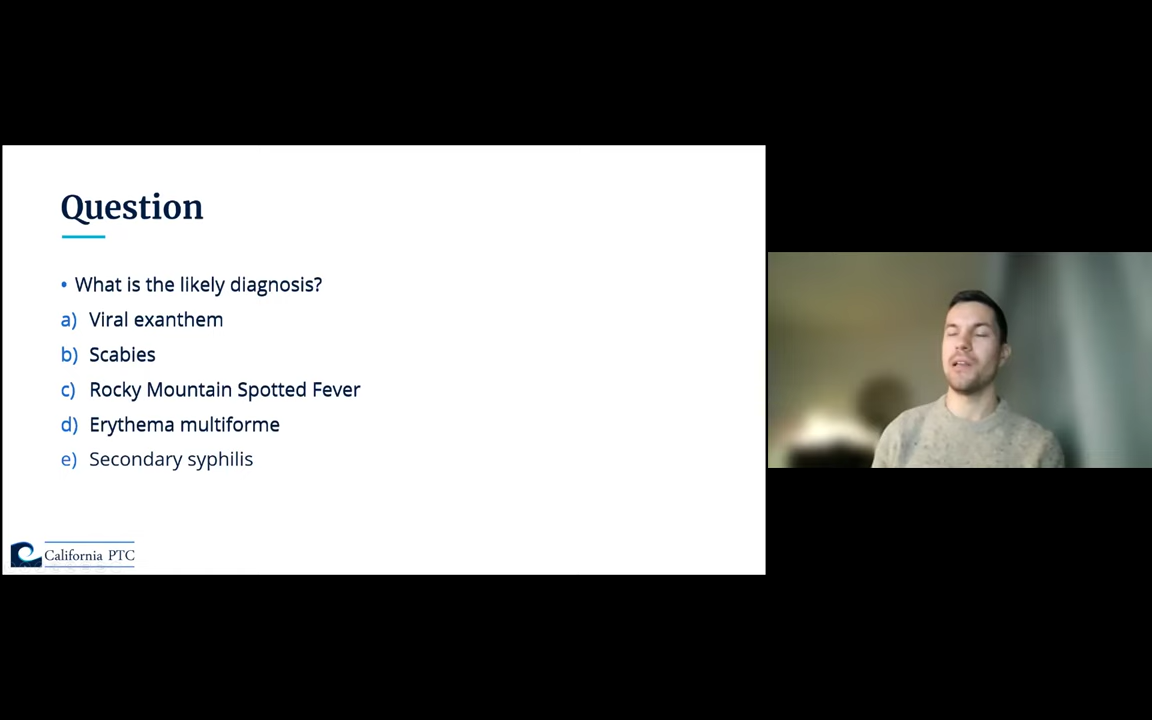 Question
• What is the likely diagnosis?
a) Viral exanthem
b) Scabies
c) Rocky Mountain Spotted Fever
d) Erythema multiforme
e) Secondary syphilis
California PTC